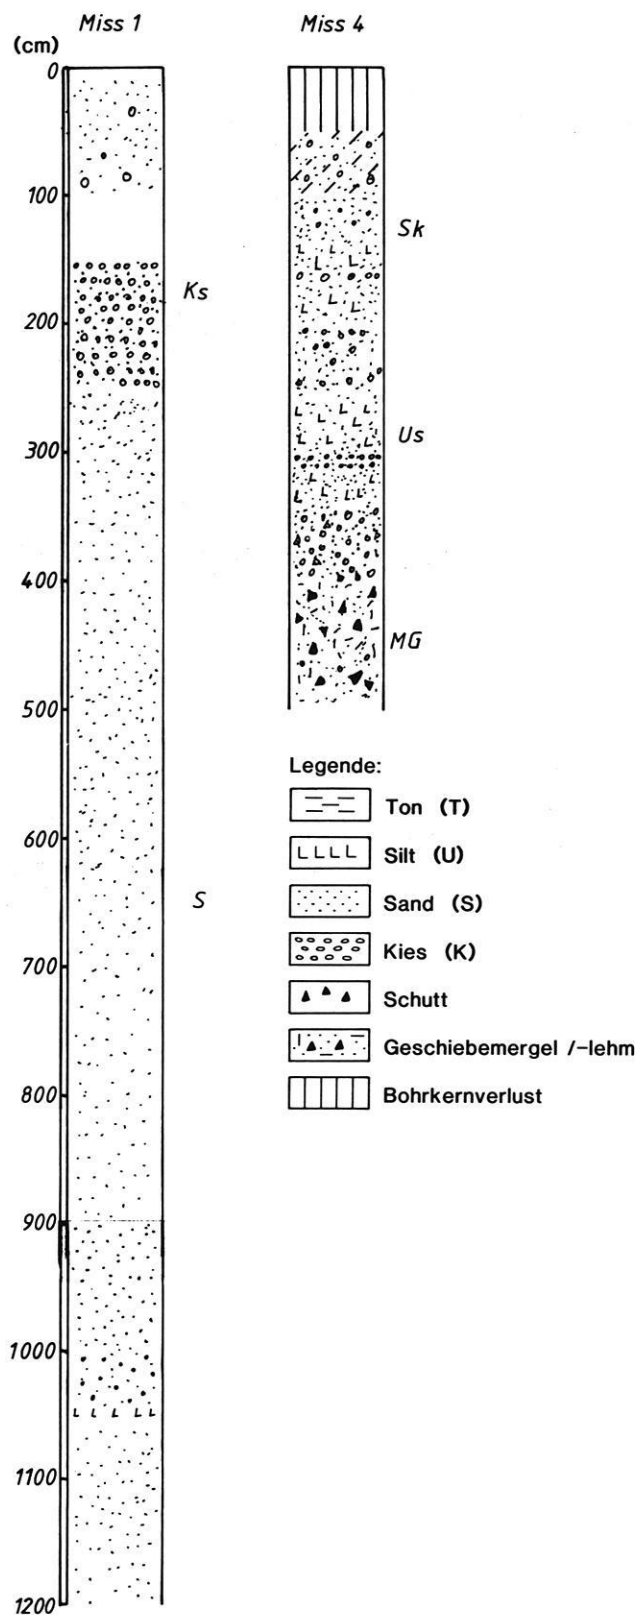 Miss 1
Miss 4
(cm)
0
100
200
300
400
500
600
700
800
900
1000
1100
1200
Ks
S
Sk
Us
MG
Legende:
Ton (T)
Silt (U)
Sand (S)
Kies (K)
Schutt
Geschiebemergel /-lehm
Bohrkernverlust